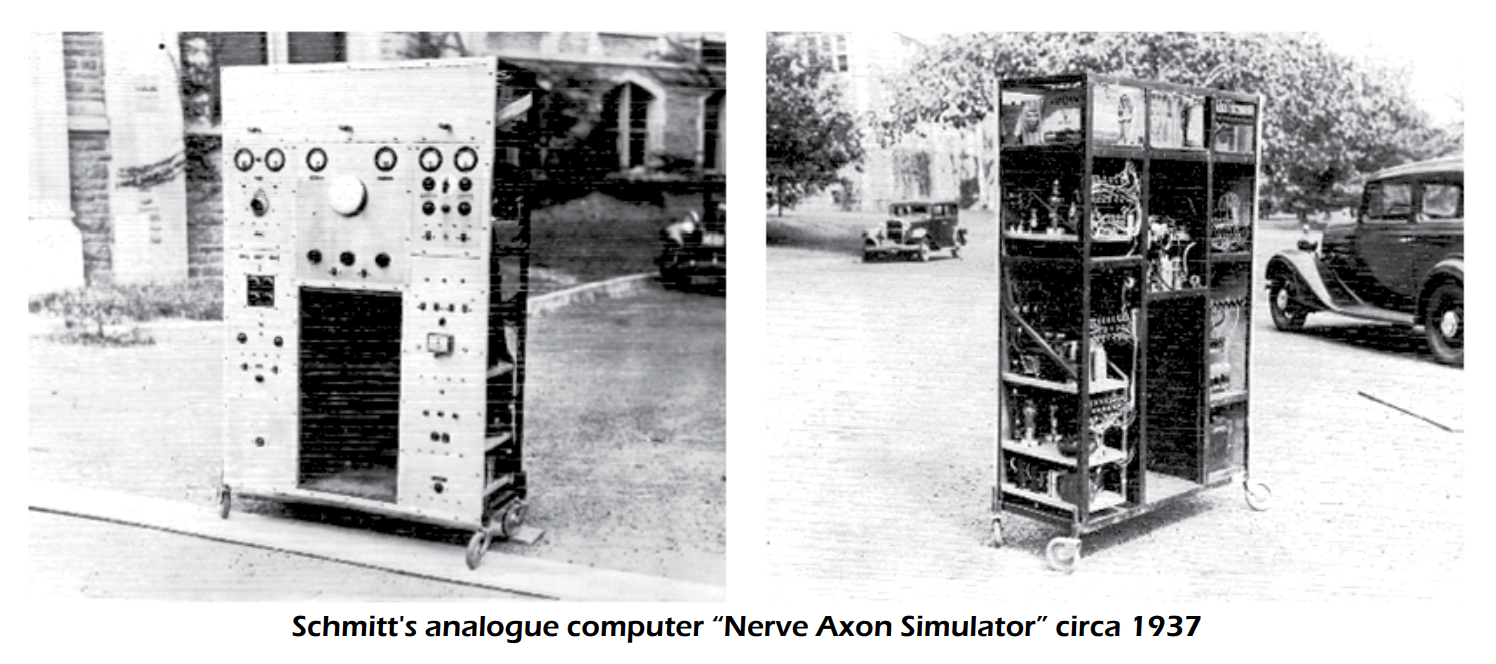 Schmitt's analogue computer “Nerve Axon Simulator” circa 1937